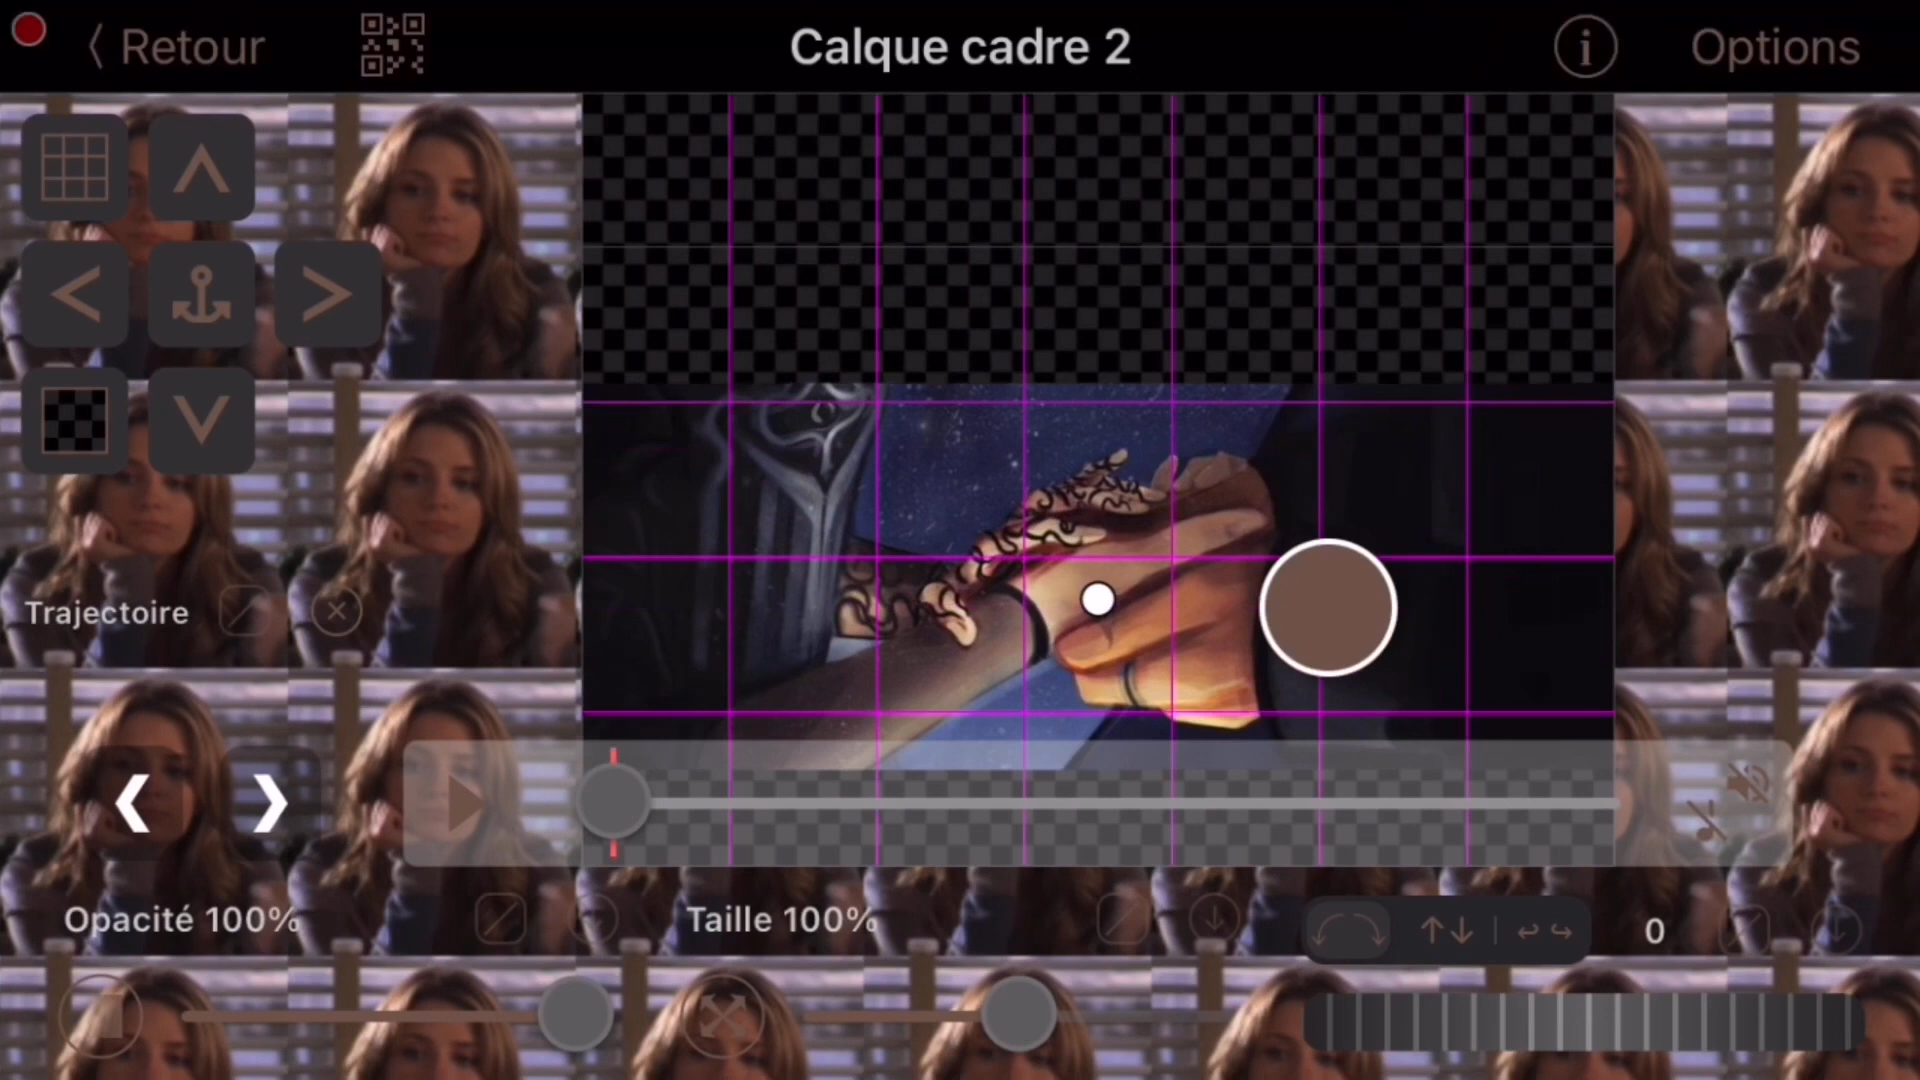 Retour
Calque cadre 2
Options
Trajectoire
Opacité 100%
Taille 100%
0